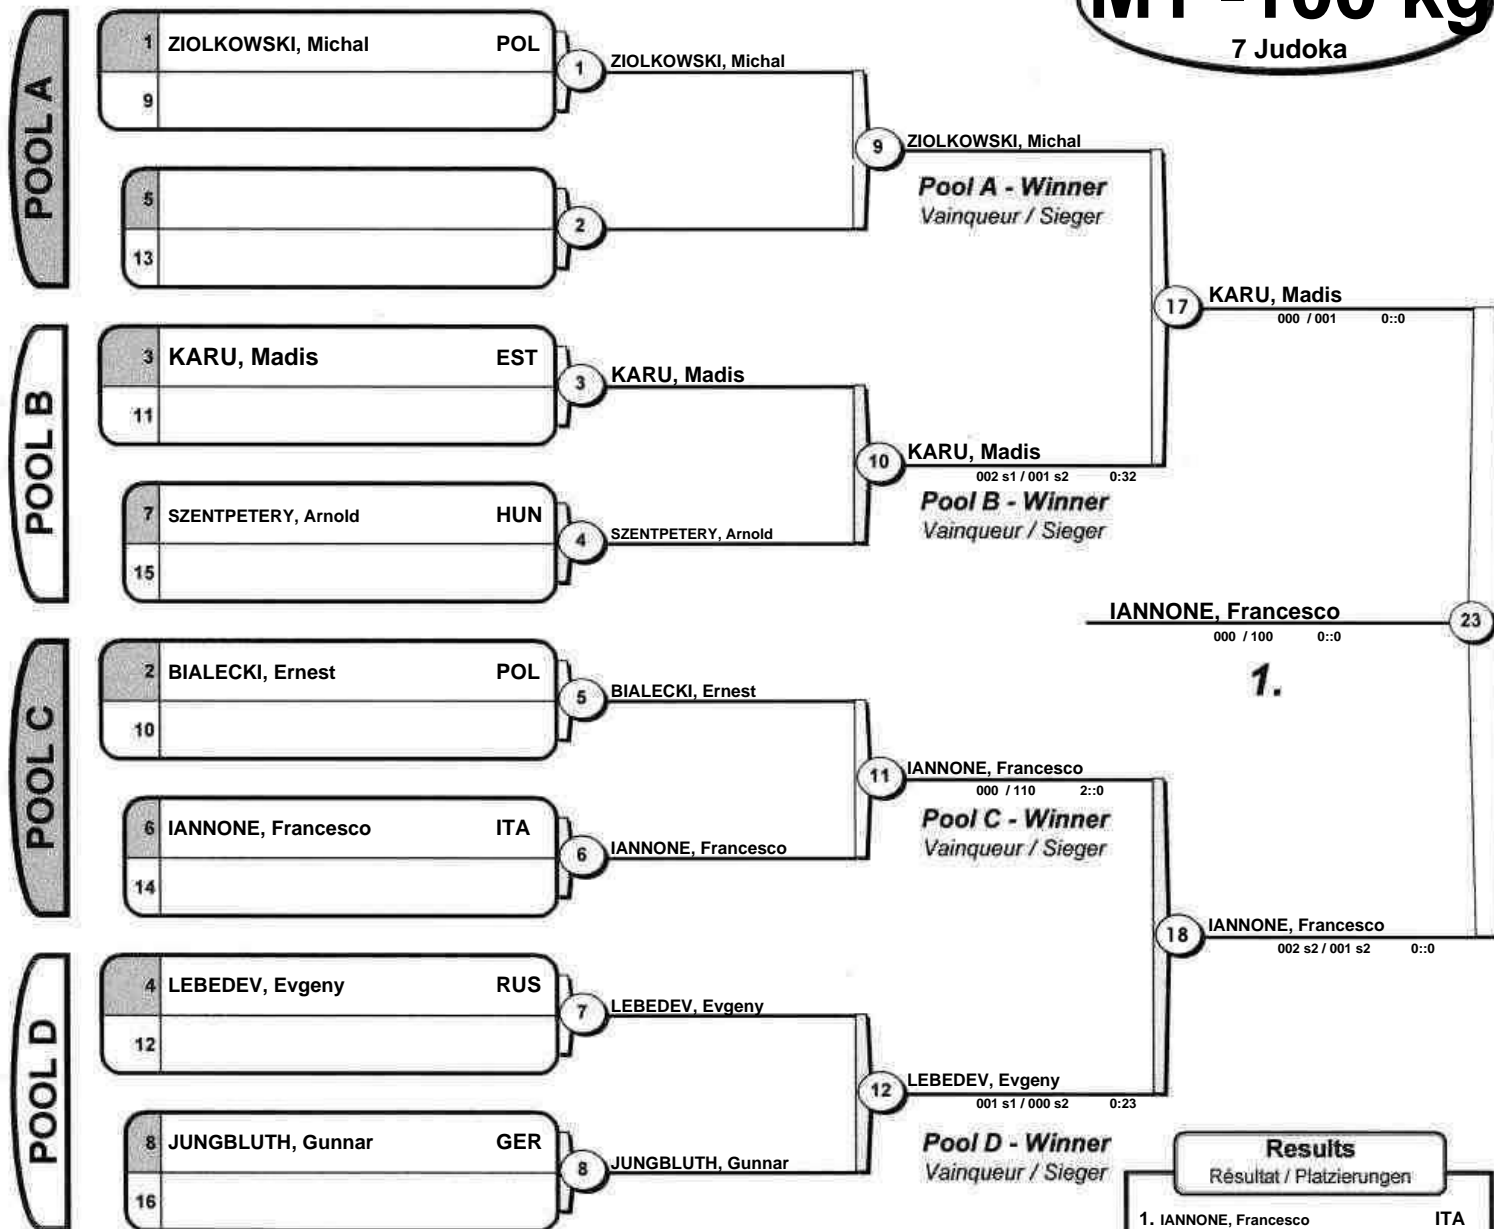 M1 -100 kg
7 Judoka
POOL A
1 ZIOLKOWSKI, Michal POL
9
5
13
1 ZIOLKOWSKI, Michal
2
9 ZIOLKOWSKI, Michal
Pool A - Winner
Vainqueur / Sieger
POOL B
3 KARU, Madis EST
11
7 SZENTPETERY, Arnold HUN
15
3 KARU, Madis
4 SZENTPETERY, Arnold
10 KARU, Madis
002 s1 / 001 s2 0:32
Pool B - Winner
Vainqueur / Sieger
17 KARU, Madis
000 / 001 0::0
POOL C
2 BIALECKI, Ernest POL
10
6 IANNONE, Francesco ITA
14
5 BIALECKI, Ernest
6 IANNONE, Francesco
11 IANNONE, Francesco
000 / 110 2::0
Pool C - Winner
Vainqueur / Sieger
IANNONE, Francesco 23
000 / 100 0::0
1.
POOL D
4 LEBEDEV, Evgeny RUS
12
8 JUNGBLUTH, Gunnar GER
16
7 LEBEDEV, Evgeny
8 JUNGBLUTH, Gunnar
12 LEBEDEV, Evgeny
001 s1 / 000 s2 0:23
Pool D - Winner
Vainqueur / Sieger
18 IANNONE, Francesco
002 s2 / 001 s2 0::0
Results
Résultat / Platzierungen
1. IANNONE, Francesco ITA